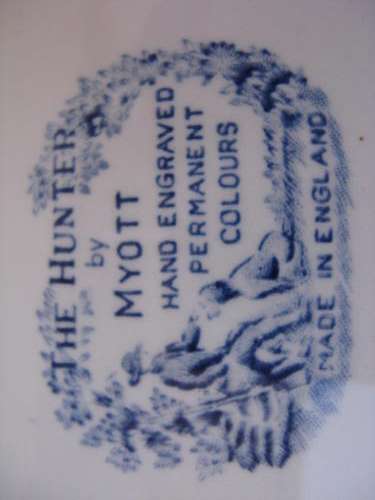 THE HUNTER
by
MYOTT
HAND ENGRAVED
PERMANENT
COLOURS
MADE IN ENGLAND